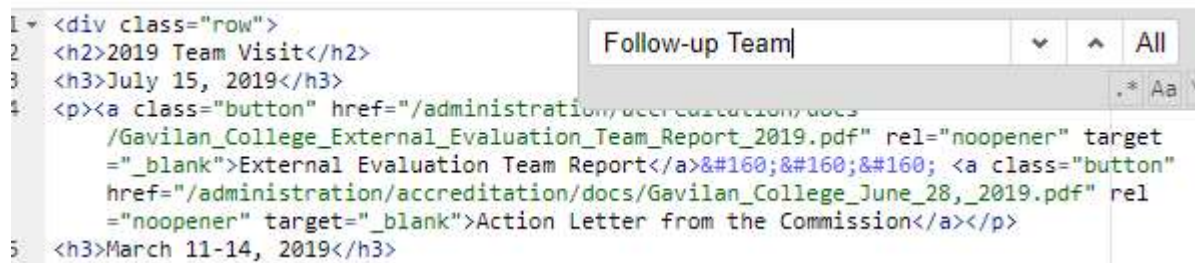 1 <div class="row">
Follow-up Team All
2 <h2>2019 Team Visit</h2>
3 <h3>July 15, 2019</h3>
.* Aa
4 <p><a class="button" href="/administration/accreditation/docs
/Gavilan_College_External_Evaluation_Team_Report_2019.pdf" rel="noopener" target
="_blank">External Evaluation Team Report</a>&#160;&#160;&#160; <a class="button"
href="/administration/accreditation/docs/Gavilan_College_June_28,_2019.pdf" rel
="noopener" target="_blank">Action Letter from the Commission</a></p>
5 <h3>March 11-14, 2019</h3>